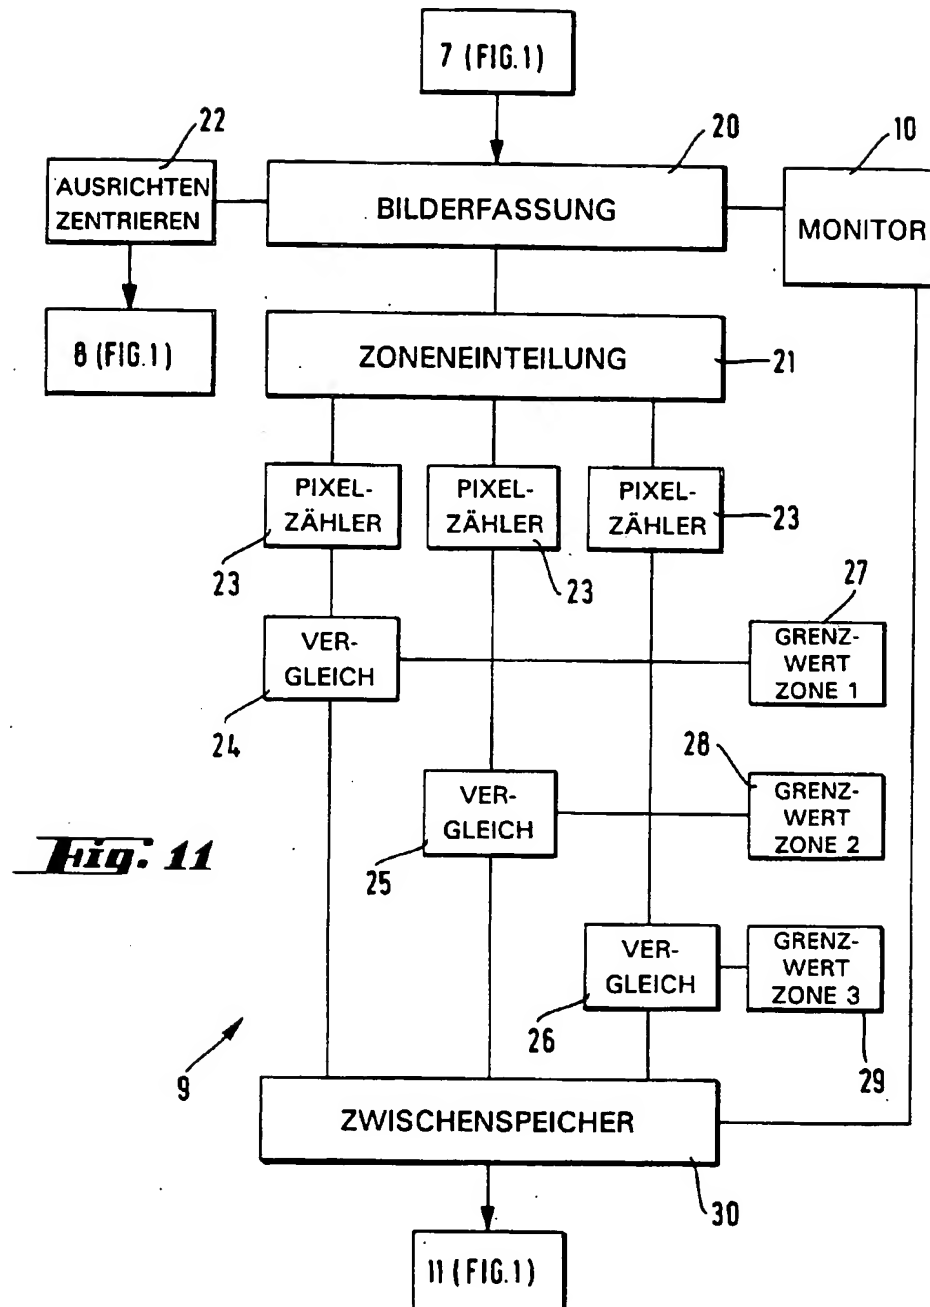 7 (FIG.1)
22
20
10
AUSRICHTEN
ZENTRIEREN
BILDERFASSUNG
MONITOR
8 (FIG.1)
ZONENEINTEILUNG
21
PIXEL-
ZÄHLER
PIXEL-
ZÄHLER
PIXEL-
ZÄHLER
23
23
23
27
VER-
GLEICH
GRENZ-
WERT
ZONE 1
24
28
VER-
GLEICH
GRENZ-
WERT
ZONE 2
Fig. 11
25
VER-
GLEICH
GRENZ-
WERT
ZONE 3
26
29
9
ZWISCHENSPEICHER
30
11 (FIG.1)